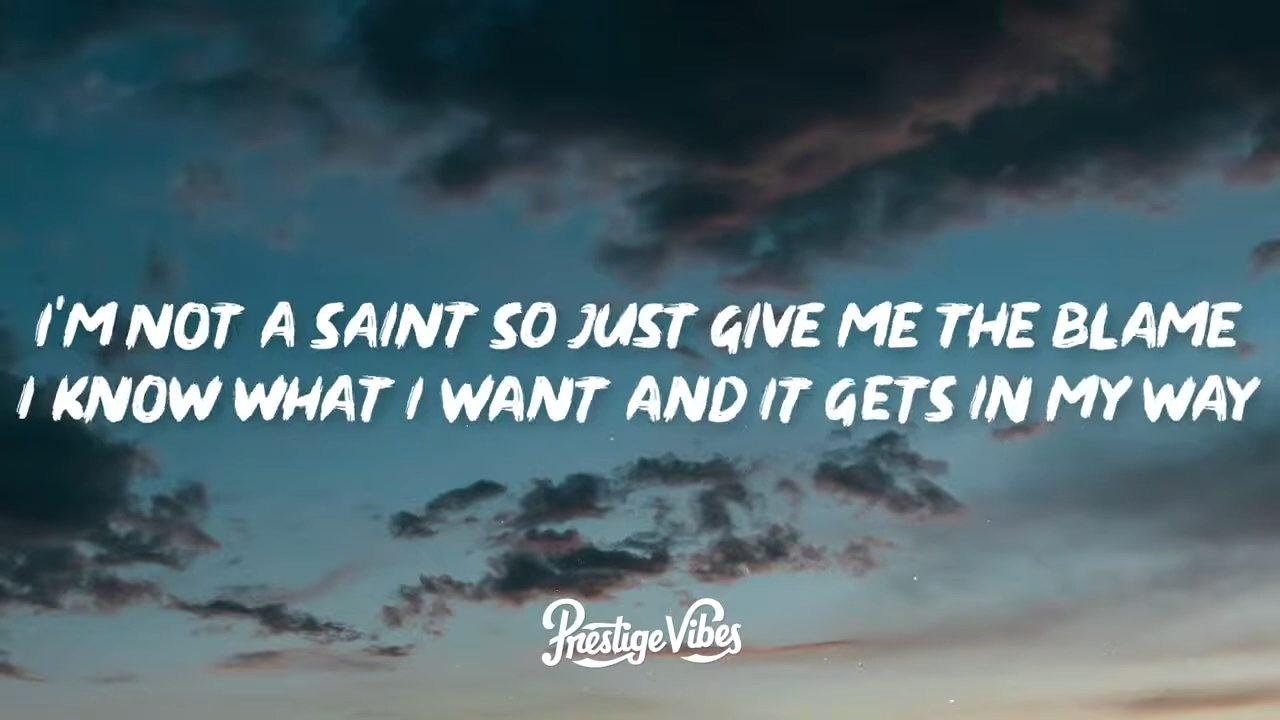 I'M NOT A SAINT SO JUST GIVE ME THE BLAME
I KNOW WHAT I WANT AND IT GETS IN MY WAY
Prestige Vibes